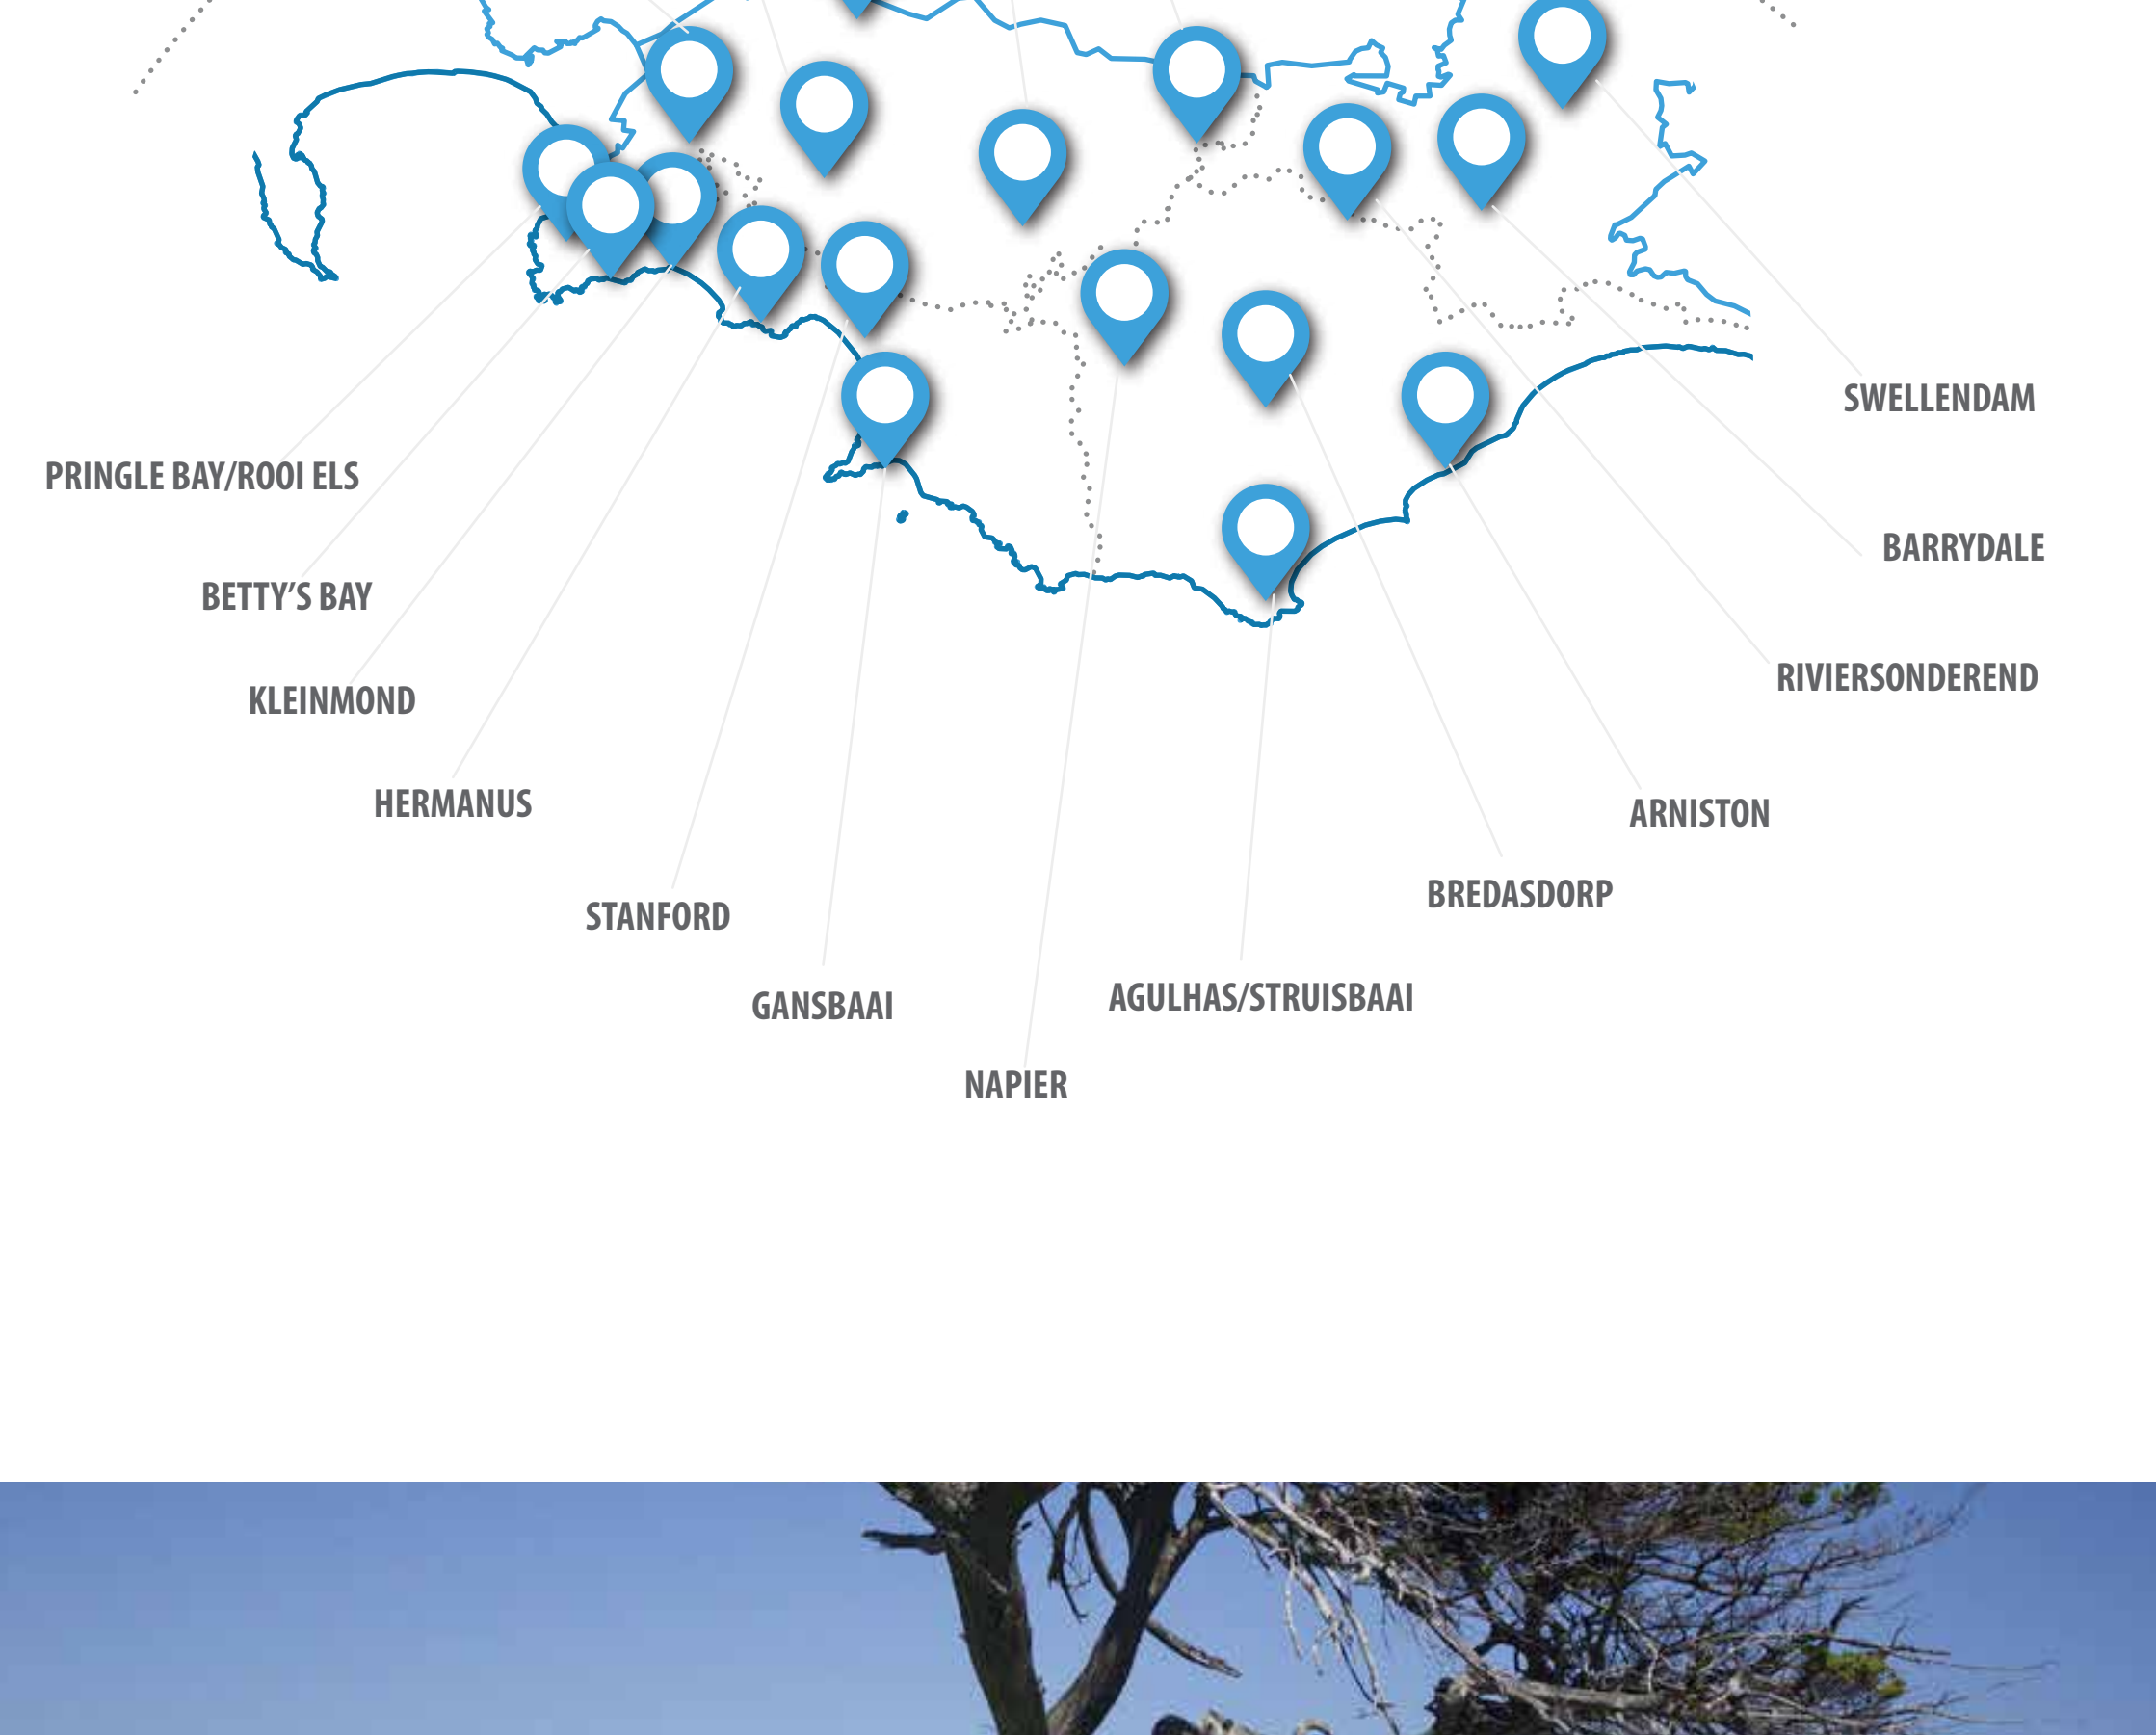 SWELLENDAM
PRINGLE BAY/ROOI ELS
BARRYDALE
BETTY’S BAY
RIVIERSONDEREND
KLEINMOND
HERMANUS
ARNISTON
BREDASDORP
STANFORD
AGULHAS/STRUISBAAI
GANSBAAI
NAPIER